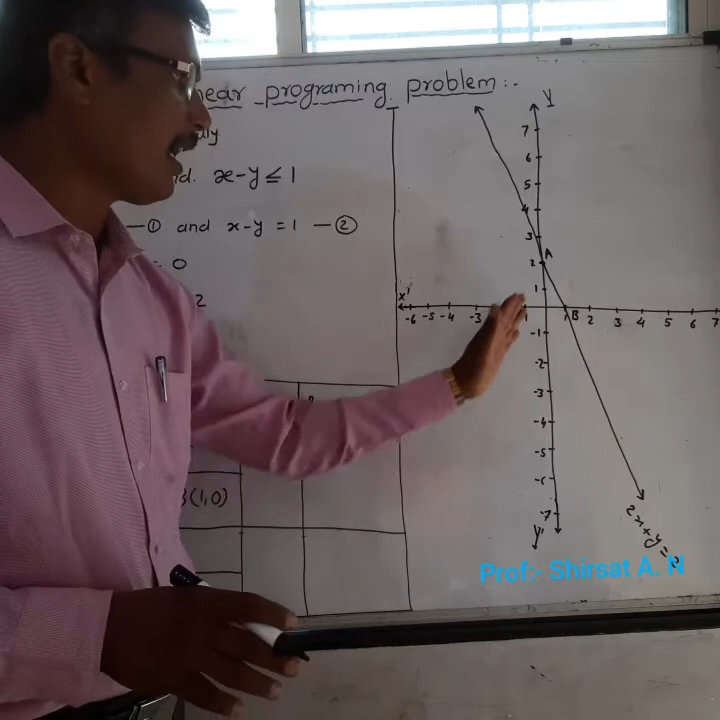 programing problem:-
x-y ≤ 1
—① and x-y = 1 —②
= 0
2
(1,0)
Y
7
6
5
4
3
2 A
1
X'
-6 -5 -4 -3 1 B 2 3 4 5 6 7
-1
-2
-3
-4
-5
-6
-7
Y'
2x+y=
Prof:- Shirsat A. N